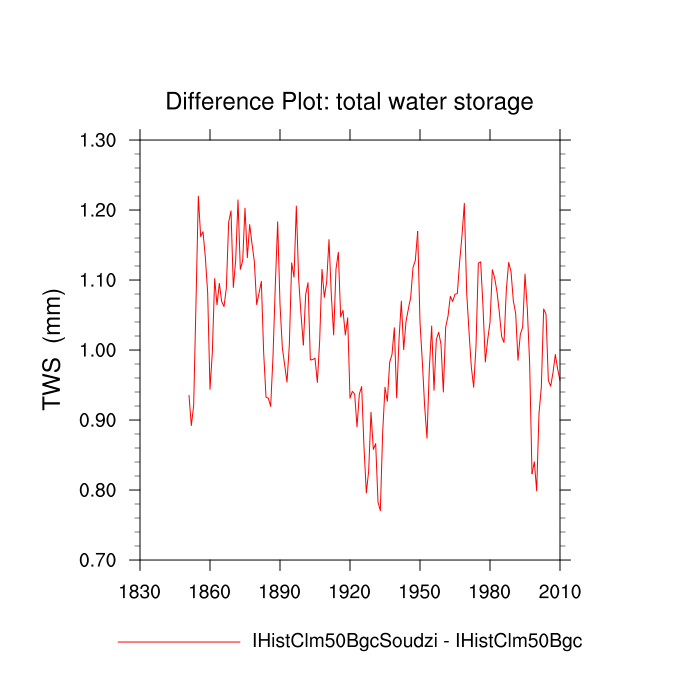 Difference Plot: total water storage
1.30
1.20
1.10
1.00
0.90
0.80
0.70
TWS (mm)
1830 1860 1890 1920 1950 1980 2010
IHistClm50BgcSoudzi - IHistClm50Bgc